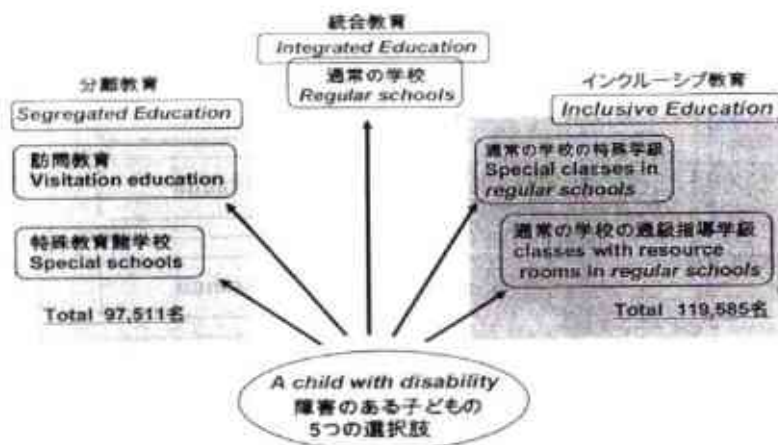 統合教育
Integrated Education
通常の学校
Regular schools
分離教育
Segregated Education
訪問教育
Visitation education
特殊教育諸学校
Special schools
Total 97,511名
インクルーシブ教育
Inclusive Education
通常の学校の特殊学級
Special classes in
regular schools
通常の学校の通級指導学級
classes with resource
rooms in regular schools
Total 119,585名
A child with disability
障害のある子どもの
5つの選択肢